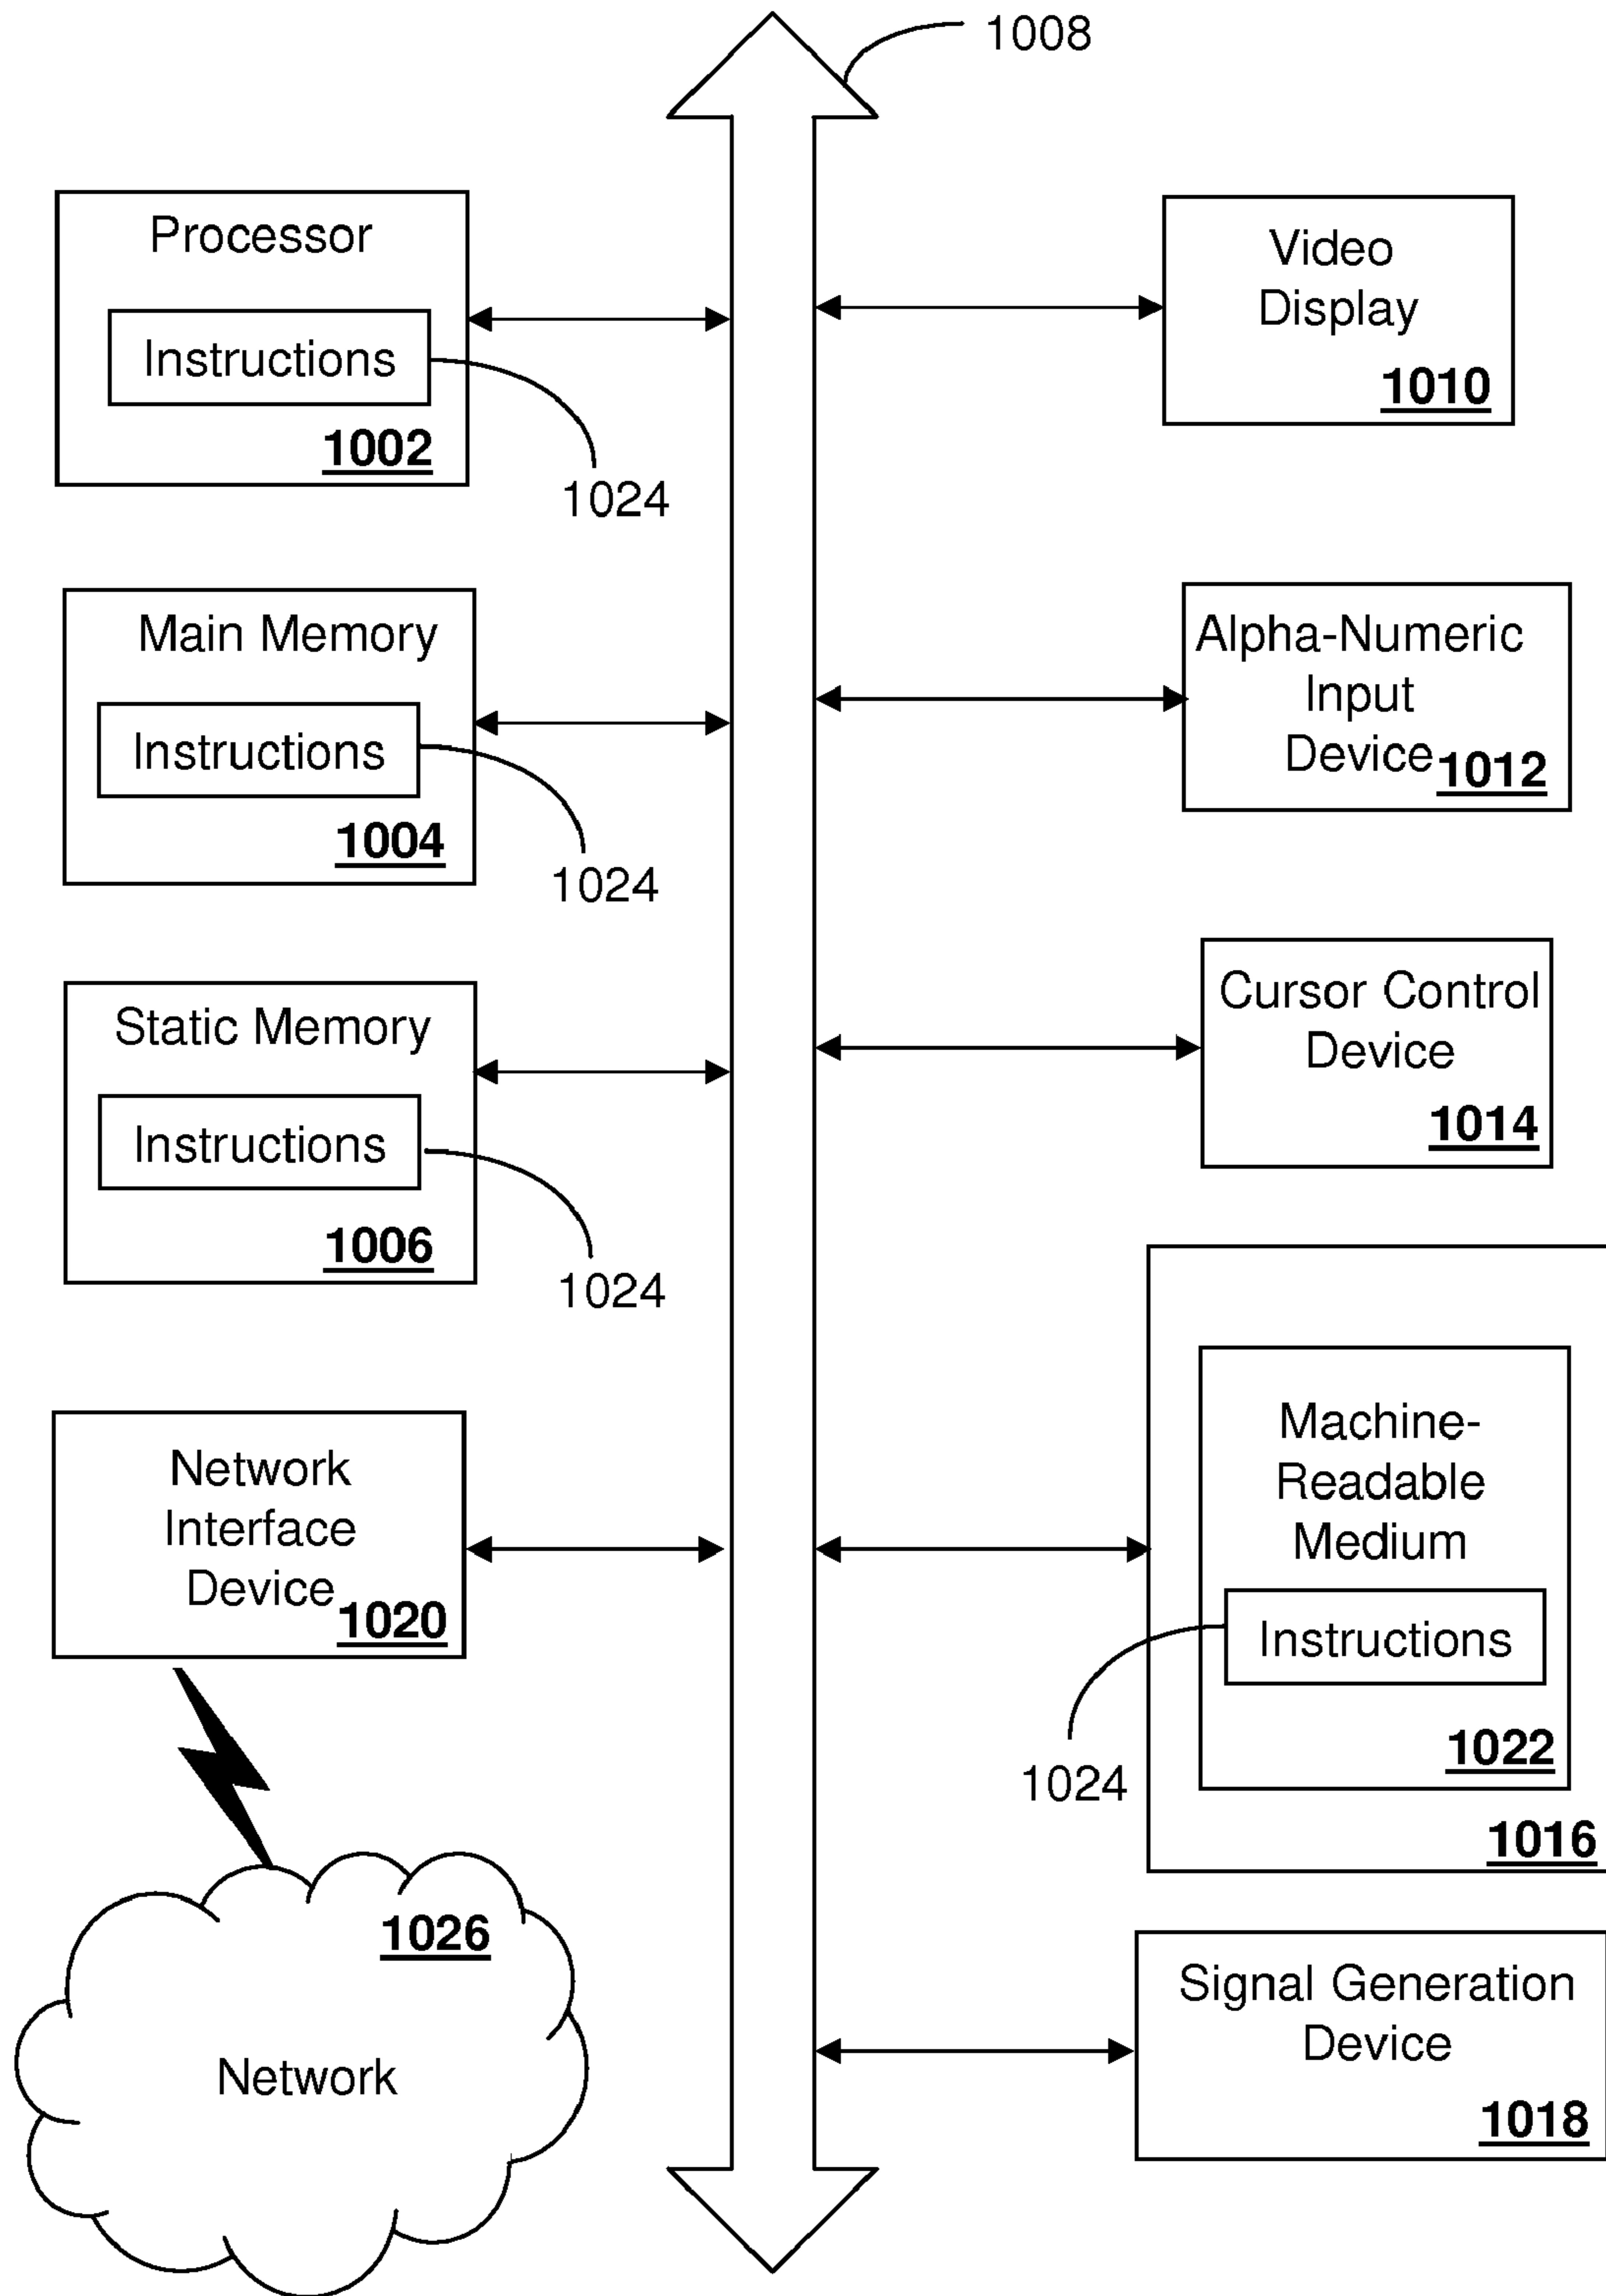 1008
Processor
Instructions
1002
1024
Video
Display
1010
Main Memory
Instructions
1004
1024
Alpha-Numeric
Input
Device
1012
Static Memory
Instructions
1006
1024
Cursor Control
Device
1014
Network
Interface
Device
1020
Machine-
Readable
Medium
Instructions
1024
1022
1016
1026
Network
Signal Generation
Device
1018